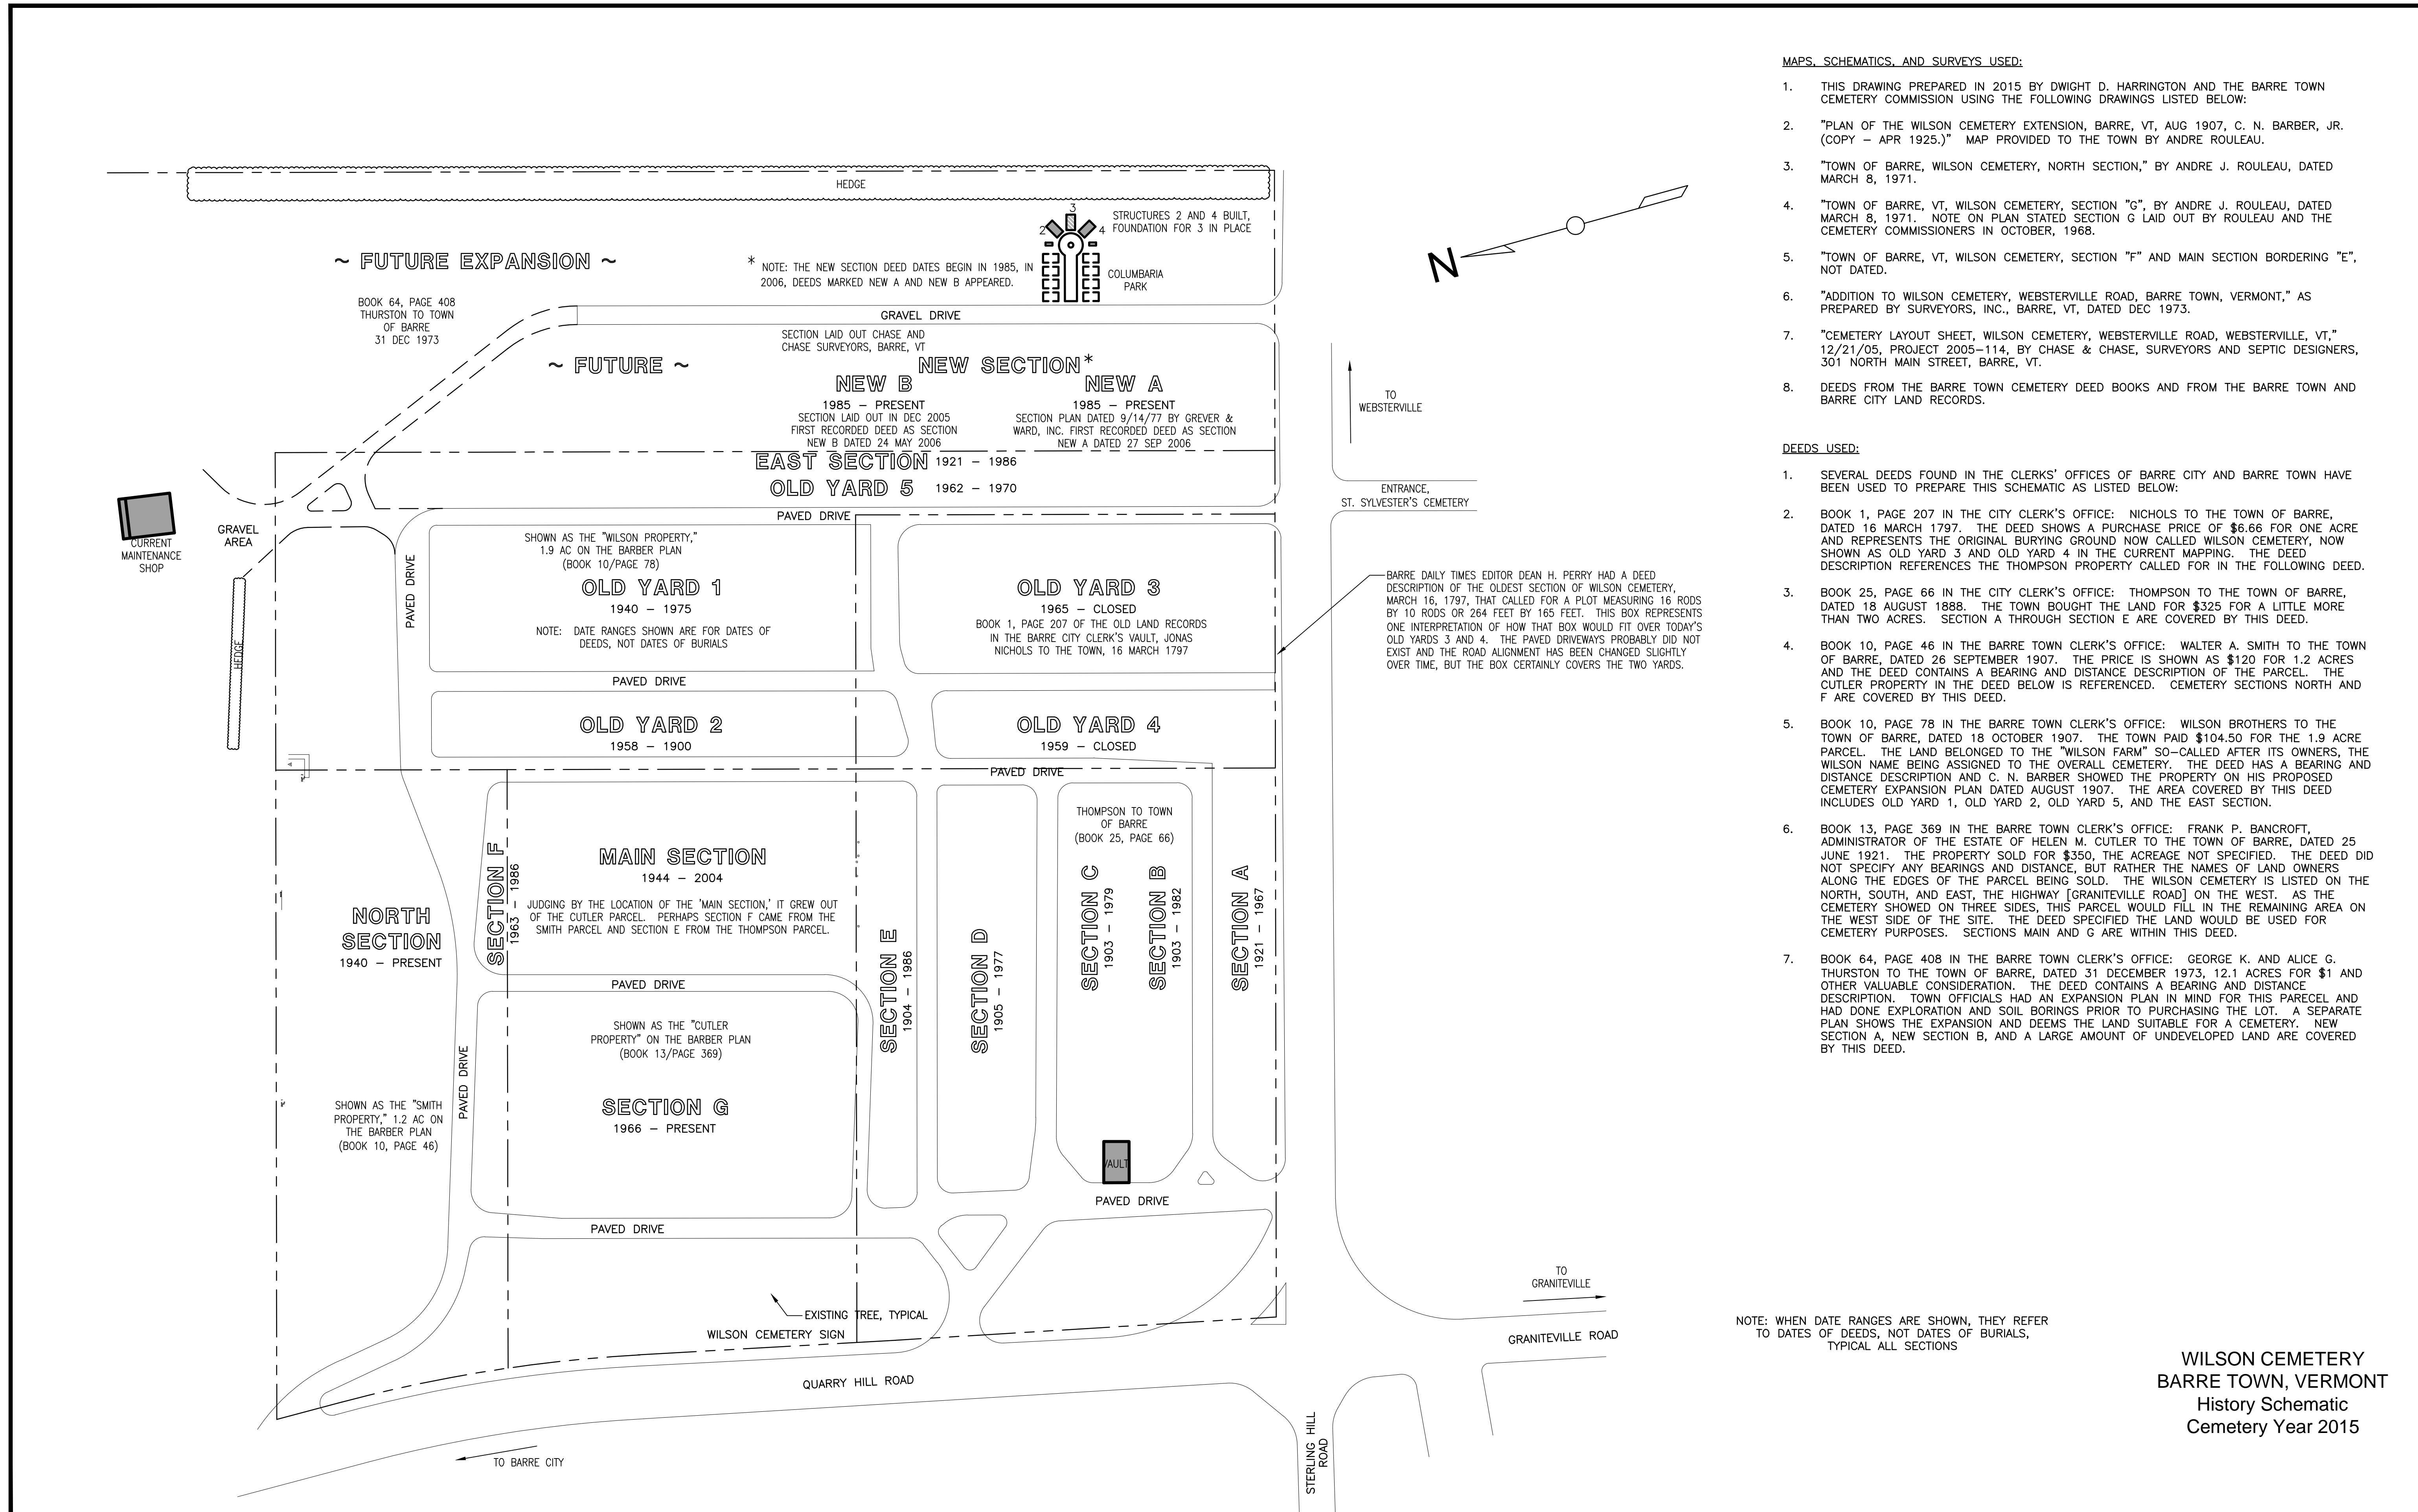 HEDGE
3
2
4
STRUCTURES 2 AND 4 BUILT,
FOUNDATION FOR 3 IN PLACE
~ FUTURE EXPANSION ~
* NOTE: THE NEW SECTION DEED DATES BEGIN IN 1985, IN
2006, DEEDS MARKED NEW A AND NEW B APPEARED.
COLUMBARIA
PARK
BOOK 64, PAGE 408
THURSTON TO TOWN
OF BARRE
31 DEC 1973
GRAVEL DRIVE
SECTION LAID OUT CHASE AND
CHASE SURVEYORS, BARRE, VT
~ FUTURE ~
NEW SECTION*
NEW B
1985 – PRESENT
SECTION LAID OUT IN DEC 2005
FIRST RECORDED DEED AS SECTION
NEW B DATED 24 MAY 2006
NEW A
1985 – PRESENT
SECTION PLAN DATED 9/14/77 BY GREVER &
WARD, INC. FIRST RECORDED DEED AS SECTION
NEW A DATED 27 SEP 2006
EAST SECTION 1921 – 1986
OLD YARD 5 1962 – 1970
PAVED DRIVE
CURRENT
MAINTENANCE
SHOP
GRAVEL
AREA
HEDGE
PAVED DRIVE
SHOWN AS THE "WILSON PROPERTY,"
1.9 AC ON THE BARBER PLAN
(BOOK 10/PAGE 78)
OLD YARD 1
1940 – 1975
NOTE: DATE RANGES SHOWN ARE FOR DATES OF
DEEDS, NOT DATES OF BURIALS
OLD YARD 3
1965 – CLOSED
BOOK 1, PAGE 207 OF THE OLD LAND RECORDS
IN THE BARRE CITY CLERK'S VAULT, JONAS
NICHOLS TO THE TOWN, 16 MARCH 1797
PAVED DRIVE
OLD YARD 2
1958 – 1900
OLD YARD 4
1959 – CLOSED
PAVED DRIVE
N
TO
WEBSTERVILLE
ENTRANCE,
ST. SYLVESTER'S CEMETERY
BARRE DAILY TIMES EDITOR DEAN H. PERRY HAD A DEED
DESCRIPTION OF THE OLDEST SECTION OF WILSON CEMETERY,
MARCH 16, 1797, THAT CALLED FOR A PLOT MEASURING 16 RODS
BY 10 RODS OR 264 FEET BY 165 FEET. THIS BOX REPRESENTS
ONE INTERPRETATION OF HOW THAT BOX WOULD FIT OVER TODAY'S
OLD YARDS 3 AND 4. THE PAVED DRIVEWAYS PROBABLY DID NOT
EXIST AND THE ROAD ALIGNMENT HAS BEEN CHANGED SLIGHTLY
OVER TIME, BUT THE BOX CERTAINLY COVERS THE TWO YARDS.
NORTH
SECTION
1940 – PRESENT
SECTION F
1963 - 1986
MAIN SECTION
1944 – 2004
JUDGING BY THE LOCATION OF THE 'MAIN SECTION,' IT GREW OUT
OF THE CUTLER PARCEL. PERHAPS SECTION F CAME FROM THE
SMITH PARCEL AND SECTION E FROM THE THOMPSON PARCEL.
PAVED DRIVE
SECTION E
1904 – 1986
SECTION D
1905 – 1977
THOMPSON TO TOWN
OF BARRE
(BOOK 25, PAGE 66)
SECTION C
1903 – 1979
SECTION B
1903 – 1982
SECTION A
1921 – 1967
SHOWN AS THE "CUTLER
PROPERTY" ON THE BARBER PLAN
(BOOK 13/PAGE 369)
SECTION G
1966 – PRESENT
PAVED DRIVE
SHOWN AS THE "SMITH
PROPERTY," 1.2 AC ON
THE BARBER PLAN
(BOOK 10, PAGE 46)
VAULT
PAVED DRIVE
PAVED DRIVE
EXISTING TREE, TYPICAL
WILSON CEMETERY SIGN
QUARRY HILL ROAD
TO BARRE CITY
STERLING HILL
ROAD
TO
GRANITEVILLE
GRANITEVILLE ROAD
MAPS, SCHEMATICS, AND SURVEYS USED:
1. THIS DRAWING PREPARED IN 2015 BY DWIGHT D. HARRINGTON AND THE BARRE TOWN
CEMETERY COMMISSION USING THE FOLLOWING DRAWINGS LISTED BELOW:
2. "PLAN OF THE WILSON CEMETERY EXTENSION, BARRE, VT, AUG 1907, C. N. BARBER, JR.
(COPY – APR 1925.)" MAP PROVIDED TO THE TOWN BY ANDRE ROULEAU.
3. "TOWN OF BARRE, WILSON CEMETERY, NORTH SECTION," BY ANDRE J. ROULEAU, DATED
MARCH 8, 1971.
4. "TOWN OF BARRE, VT, WILSON CEMETERY, SECTION "G", BY ANDRE J. ROULEAU, DATED
MARCH 8, 1971. NOTE ON PLAN STATED SECTION G LAID OUT BY ROULEAU AND THE
CEMETERY COMMISSIONERS IN OCTOBER, 1968.
5. "TOWN OF BARRE, VT, WILSON CEMETERY, SECTION "F" AND MAIN SECTION BORDERING "E",
NOT DATED.
6. "ADDITION TO WILSON CEMETERY, WEBSTERVILLE ROAD, BARRE TOWN, VERMONT," AS
PREPARED BY SURVEYORS, INC., BARRE, VT, DATED DEC 1973.
7. "CEMETERY LAYOUT SHEET, WILSON CEMETERY, WEBSTERVILLE ROAD, WEBSTERVILLE, VT,"
12/21/05, PROJECT 2005–114, BY CHASE & CHASE, SURVEYORS AND SEPTIC DESIGNERS,
301 NORTH MAIN STREET, BARRE, VT.
8. DEEDS FROM THE BARRE TOWN CEMETERY DEED BOOKS AND FROM THE BARRE TOWN AND
BARRE CITY LAND RECORDS.
DEEDS USED:
1. SEVERAL DEEDS FOUND IN THE CLERKS' OFFICES OF BARRE CITY AND BARRE TOWN HAVE
BEEN USED TO PREPARE THIS SCHEMATIC AS LISTED BELOW:
2. BOOK 1, PAGE 207 IN THE CITY CLERK'S OFFICE: NICHOLS TO THE TOWN OF BARRE,
DATED 16 MARCH 1797. THE DEED SHOWS A PURCHASE PRICE OF $6.66 FOR ONE ACRE
AND REPRESENTS THE ORIGINAL BURYING GROUND NOW CALLED WILSON CEMETERY, NOW
SHOWN AS OLD YARD 3 AND OLD YARD 4 IN THE CURRENT MAPPING. THE DEED
DESCRIPTION REFERENCES THE THOMPSON PROPERTY CALLED FOR IN THE FOLLOWING DEED.
3. BOOK 25, PAGE 66 IN THE CITY CLERK'S OFFICE: THOMPSON TO THE TOWN OF BARRE,
DATED 18 AUGUST 1888. THE TOWN BOUGHT THE LAND FOR $325 FOR A LITTLE MORE
THAN TWO ACRES. SECTION A THROUGH SECTION E ARE COVERED BY THIS DEED.
4. BOOK 10, PAGE 46 IN THE BARRE TOWN CLERK'S OFFICE: WALTER A. SMITH TO THE TOWN
OF BARRE, DATED 26 SEPTEMBER 1907. THE PRICE IS SHOWN AS $120 FOR 1.2 ACRES
AND THE DEED CONTAINS A BEARING AND DISTANCE DESCRIPTION OF THE PARCEL. THE
CUTLER PROPERTY IN THE DEED BELOW IS REFERENCED. CEMETERY SECTIONS NORTH AND
F ARE COVERED BY THIS DEED.
5. BOOK 10, PAGE 78 IN THE BARRE TOWN CLERK'S OFFICE: WILSON BROTHERS TO THE
TOWN OF BARRE, DATED 18 OCTOBER 1907. THE TOWN PAID $104.50 FOR THE 1.9 ACRE
PARCEL. THE LAND BELONGED TO THE "WILSON FARM" SO–CALLED AFTER ITS OWNERS, THE
WILSON NAME BEING ASSIGNED TO THE OVERALL CEMETERY. THE DEED HAS A BEARING AND
DISTANCE DESCRIPTION AND C. N. BARBER SHOWED THE PROPERTY ON HIS PROPOSED
CEMETERY EXPANSION PLAN DATED AUGUST 1907. THE AREA COVERED BY THIS DEED
INCLUDES OLD YARD 1, OLD YARD 2, OLD YARD 5, AND THE EAST SECTION.
6. BOOK 13, PAGE 369 IN THE BARRE TOWN CLERK'S OFFICE: FRANK P. BANCROFT,
ADMINISTRATOR OF THE ESTATE OF HELEN M. CUTLER TO THE TOWN OF BARRE, DATED 25
JUNE 1921. THE PROPERTY SOLD FOR $350, THE ACREAGE NOT SPECIFIED. THE DEED DID
NOT SPECIFY ANY BEARINGS AND DISTANCE, BUT RATHER THE NAMES OF LAND OWNERS
ALONG THE EDGES OF THE PARCEL BEING SOLD. THE WILSON CEMETERY IS LISTED ON THE
NORTH, SOUTH, AND EAST, THE HIGHWAY [GRANITEVILLE ROAD] ON THE WEST. AS THE
CEMETERY SHOWED ON THREE SIDES, THIS PARCEL WOULD FILL IN THE REMAINING AREA ON
THE WEST SIDE OF THE SITE. THE DEED SPECIFIED THE LAND WOULD BE USED FOR
CEMETERY PURPOSES. SECTIONS MAIN AND G ARE WITHIN THIS DEED.
7. BOOK 64, PAGE 408 IN THE BARRE TOWN CLERK'S OFFICE: GEORGE K. AND ALICE G.
THURSTON TO THE TOWN OF BARRE, DATED 31 DECEMBER 1973, 12.1 ACRES FOR $1 AND
OTHER VALUABLE CONSIDERATION. THE DEED CONTAINS A BEARING AND DISTANCE
DESCRIPTION. TOWN OFFICIALS HAD AN EXPANSION PLAN IN MIND FOR THIS PARECEL AND
HAD DONE EXPLORATION AND SOIL BORINGS PRIOR TO PURCHASING THE LOT. A SEPARATE
PLAN SHOWS THE EXPANSION AND DEEMS THE LAND SUITABLE FOR A CEMETERY. NEW
SECTION A, NEW SECTION B, AND A LARGE AMOUNT OF UNDEVELOPED LAND ARE COVERED
BY THIS DEED.
NOTE: WHEN DATE RANGES ARE SHOWN, THEY REFER
TO DATES OF DEEDS, NOT DATES OF BURIALS,
TYPICAL ALL SECTIONS
WILSON CEMETERY
BARRE TOWN, VERMONT
History Schematic
Cemetery Year 2015